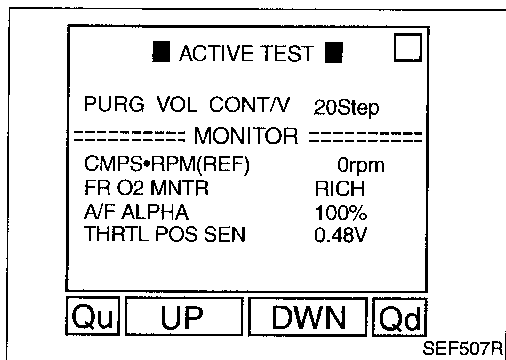 ■ ACTIVE TEST ■
PURG VOL CONT/V 20Step
========= MONITOR =========
CMPS•RPM(REF) 0rpm
FR O2 MNTR RICH
A/F ALPHA 100%
THRTL POS SEN 0.48V
Qu UP DWN Qd
SEF507R